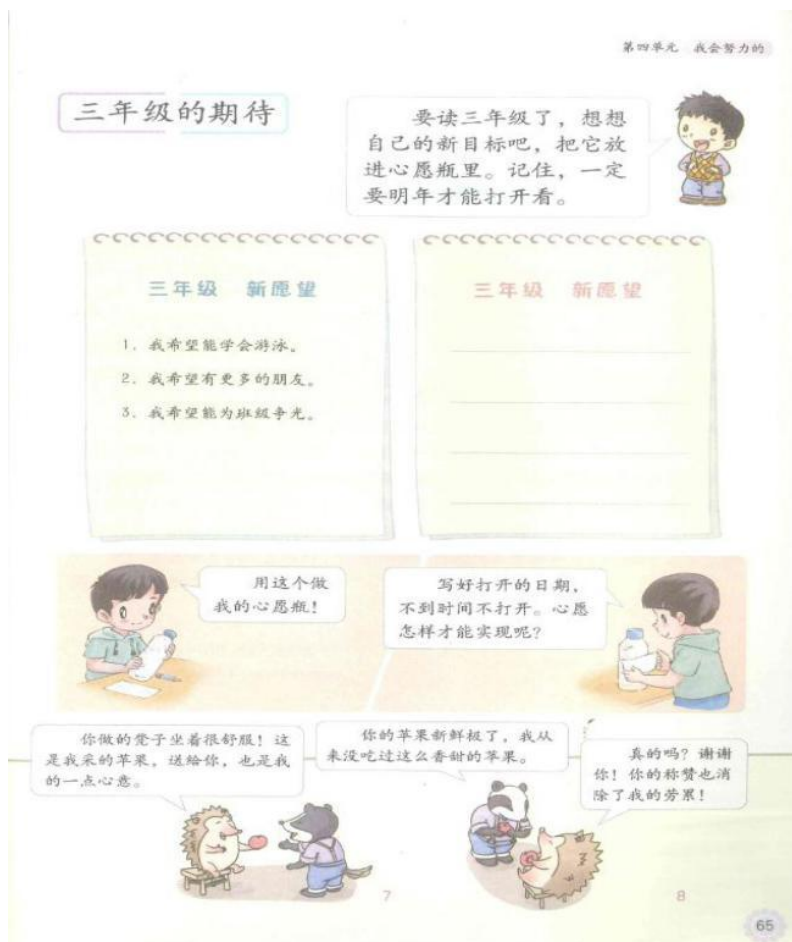 第四单元 我会努力的
三年级的期待
要读三年级了，想想
自己的新目标吧，把它放
进心愿瓶里。记住，一定
要明年才能打开看。
三年级 新愿望
1. 我希望能学会游泳。
2. 我希望有更多的朋友。
3. 我希望能为班级争光。
三年级 新愿望
用这个做
我的心愿瓶！
写好打开的日期，
不到时间不打开。心愿
怎样才能实现呢？
你做的凳子坐着很舒服！这
是我采的苹果，送给你，也是我
的一点心意。
你的苹果新鲜极了，我从
来没吃过这么香甜的苹果。
真的吗？谢谢
你！你的称赞也消
除了我的劳累！
7
8
65